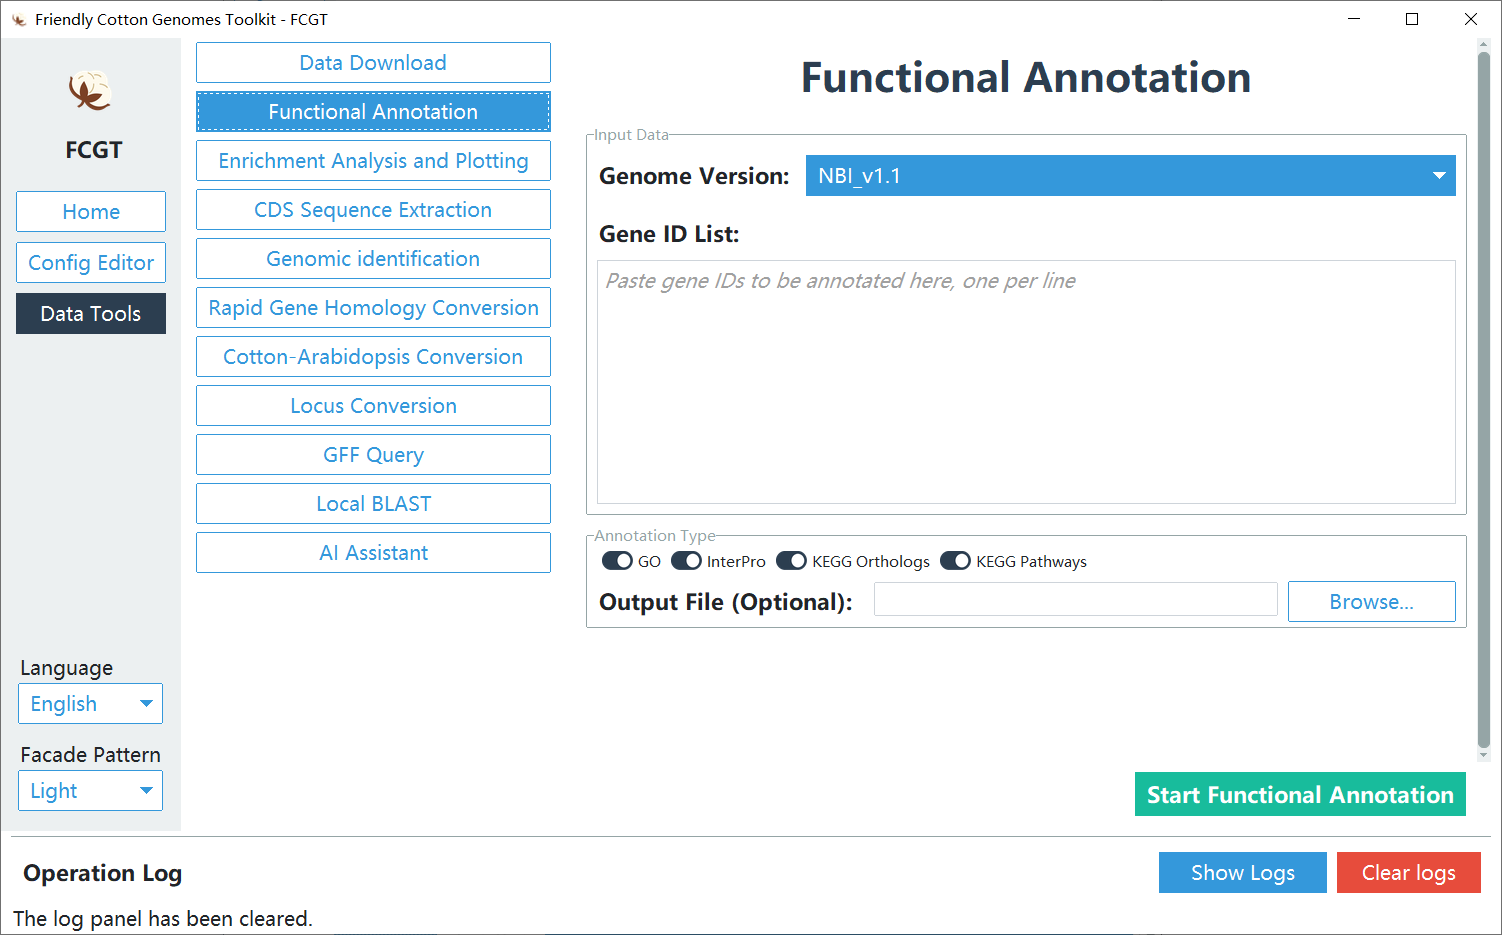 Friendly Cotton Genomes Toolkit - FCGT
FCGT
Home
Config Editor
Data Tools
Language
English
Facade Pattern
Light
Data Download
Functional Annotation
Enrichment Analysis and Plotting
CDS Sequence Extraction
Genomic identification
Rapid Gene Homology Conversion
Cotton-Arabidopsis Conversion
Locus Conversion
GFF Query
Local BLAST
AI Assistant
Functional Annotation
Input Data
Genome Version: NBI_v1.1
Gene ID List:
Paste gene IDs to be annotated here, one per line
Annotation Type
GO InterPro KEGG Orthologs KEGG Pathways
Output File (Optional): Browse...
Start Functional Annotation
Operation Log Show Logs Clear logs
The log panel has been cleared.